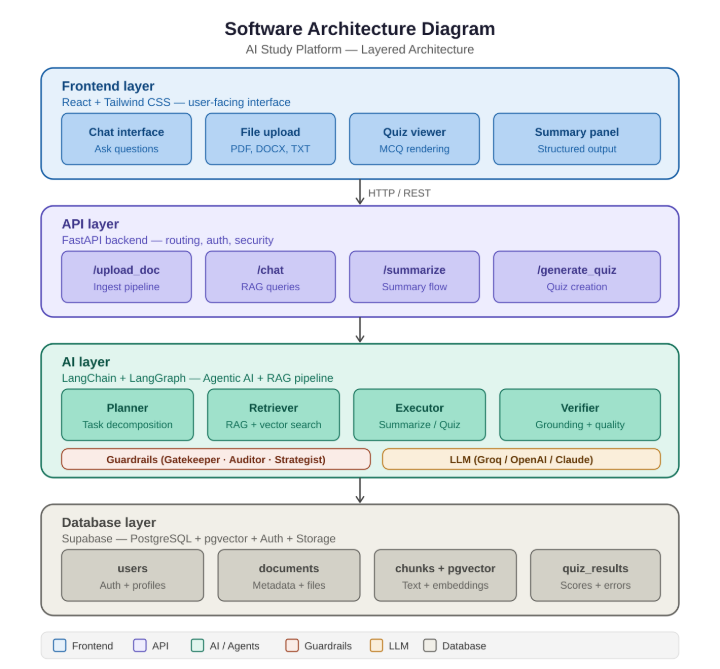 Software Architecture Diagram
AI Study Platform — Layered Architecture
Frontend layer
React + Tailwind CSS — user-facing interface
Chat interface
Ask questions
File upload
PDF, DOCX, TXT
Quiz viewer
MCQ rendering
Summary panel
Structured output
HTTP / REST
API layer
FastAPI backend — routing, auth, security
/upload_doc
Ingest pipeline
/chat
RAG queries
/summarize
Summary flow
/generate_quiz
Quiz creation
AI layer
LangChain + LangGraph — Agentic AI + RAG pipeline
Planner
Task decomposition
Retriever
RAG + vector search
Executor
Summarize / Quiz
Verifier
Grounding + quality
Guardrails (Gatekeeper · Auditor · Strategist)
LLM (Groq / OpenAI / Claude)
Database layer
Supabase — PostgreSQL + pgvector + Auth + Storage
users
Auth + profiles
documents
Metadata + files
chunks + pgvector
Text + embeddings
quiz_results
Scores + errors
Frontend
API
AI / Agents
Guardrails
LLM
Database